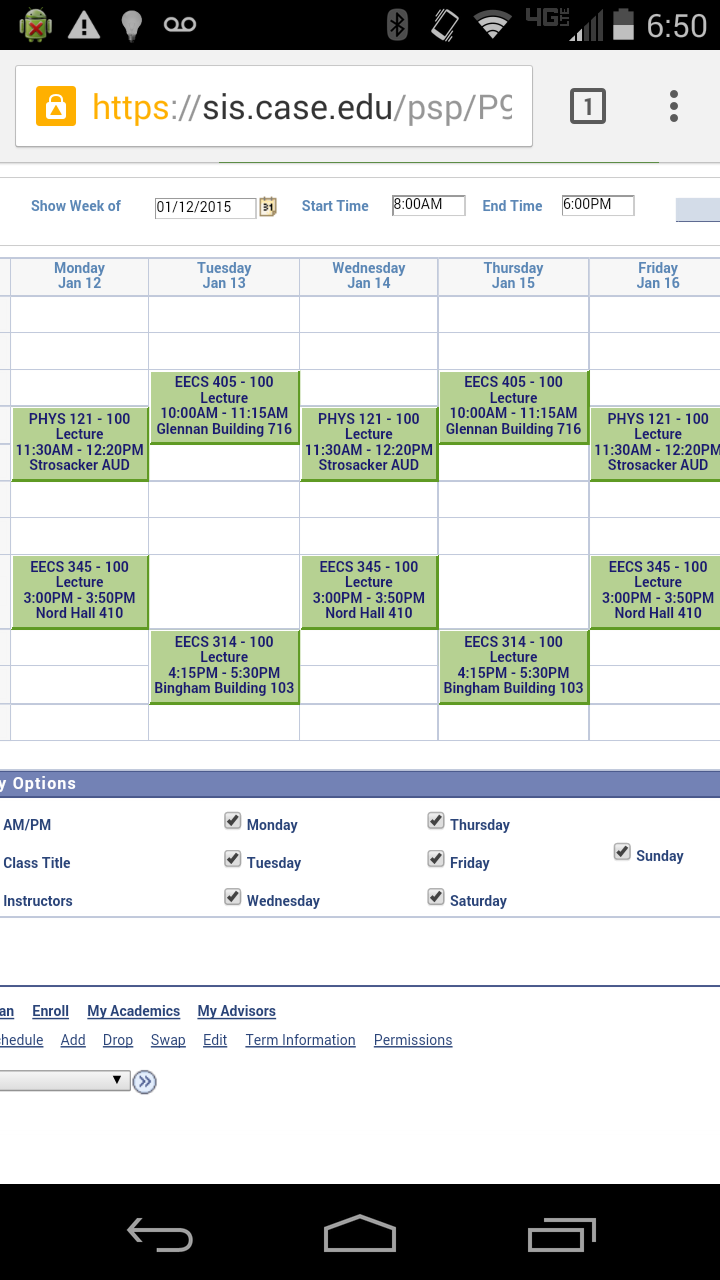 4G LTE 6:50
https://sis.case.edu/psp/P9
1
Show Week of 01/12/2015 31 Start Time 8:00AM End Time 6:00PM
Monday Tuesday Wednesday Thursday Friday
Jan 12 Jan 13 Jan 14 Jan 15 Jan 16
EECS 405 - 100
Lecture
10:00AM - 11:15AM
Glennan Building 716
EECS 405 - 100
Lecture
10:00AM - 11:15AM
Glennan Building 716
PHYS 121 - 100
Lecture
11:30AM - 12:20PM
Strosacker AUD
PHYS 121 - 100
Lecture
11:30AM - 12:20PM
Strosacker AUD
PHYS 121 - 100
Lecture
11:30AM - 12:20PM
Strosacker AUD
EECS 345 - 100
Lecture
3:00PM - 3:50PM
Nord Hall 410
EECS 345 - 100
Lecture
3:00PM - 3:50PM
Nord Hall 410
EECS 345 - 100
Lecture
3:00PM - 3:50PM
Nord Hall 410
EECS 314 - 100
Lecture
4:15PM - 5:30PM
Bingham Building 103
EECS 314 - 100
Lecture
4:15PM - 5:30PM
Bingham Building 103
y Options
AM/PM Monday Thursday
Class Title Tuesday Friday Sunday
Instructors Wednesday Saturday
an Enroll My Academics My Advisors
hedule Add Drop Swap Edit Term Information Permissions